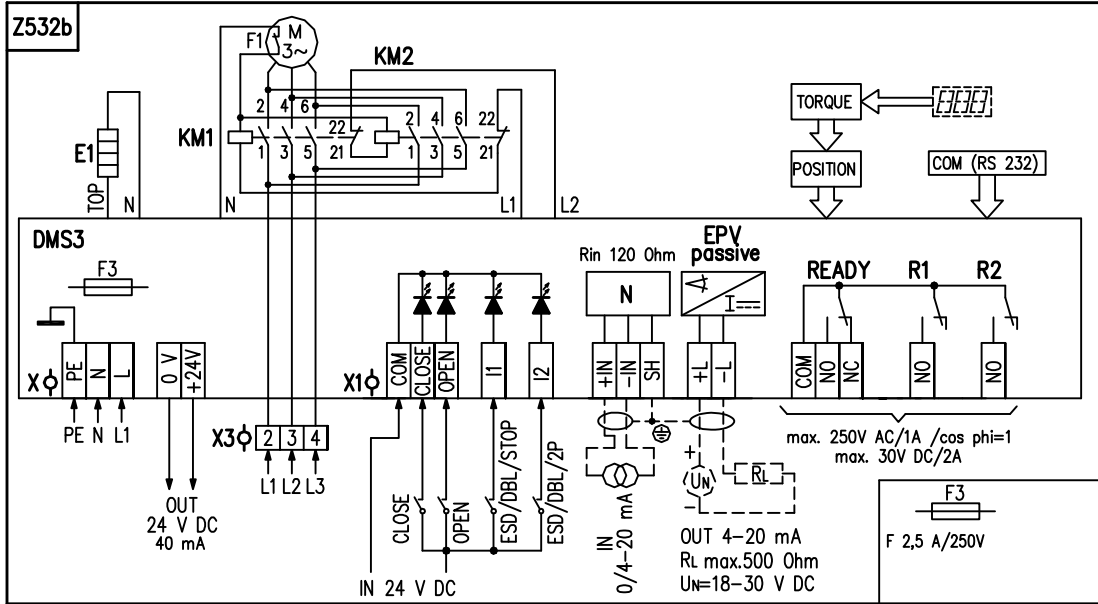 Z532b
F1
M
3~
KM2
KM1
2 4 6
22
1 3 5
21
2 4 6 22
1 3 5 21
E1
TOP
N
N
L1
L2
TORQUE
POSITION
COM (RS 232)
DMS3
F3
Rin 120 Ohm
N
EPV
passive
I
READY
R1
R2
X
PE
N
L
0 V
+24V
X1
COM
CLOSE
OPEN
I1
I2
+IN
-IN
SH
+L
-L
COM
NO
NC
NO
NO
PE N L1
X3
2 3 4
L1 L2 L3
OUT
24 V DC
40 mA
CLOSE
OPEN
ESD/DBL/STOP
ESD/DBL/2P
IN 24 V DC
IN
0/4-20 mA
+
UN
-
RL
OUT 4-20 mA
RL max.500 Ohm
UN=18-30 V DC
max. 250V AC/1A /cos phi=1
max. 30V DC/2A
F3
F 2,5 A/250V